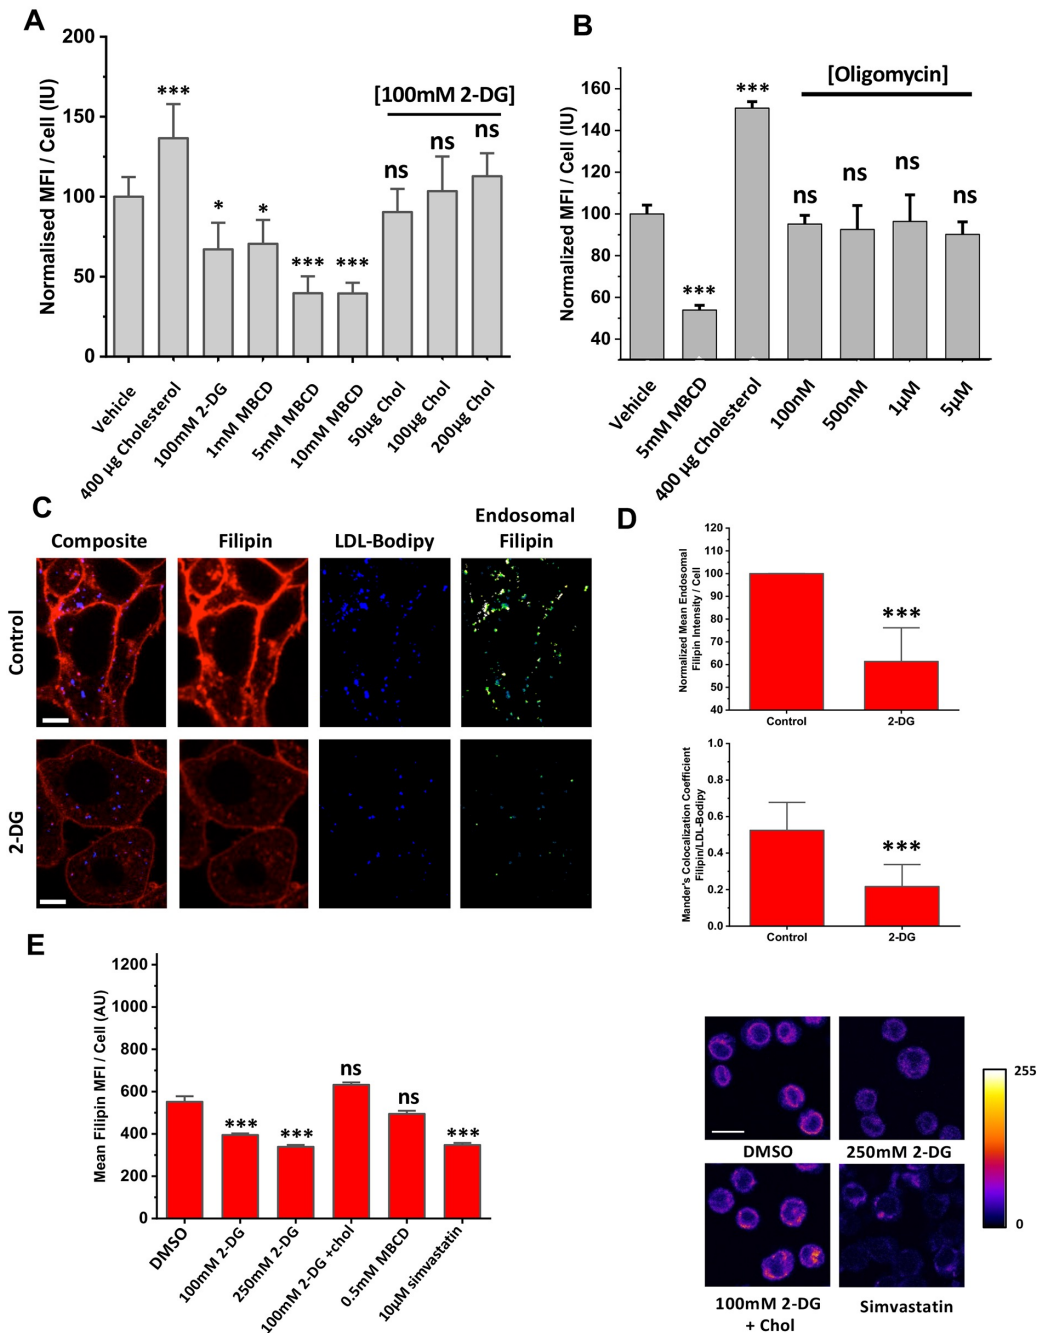 A
Normalised MFI / Cell (IU)
200
150
100
50
0
[100mM 2-DG]
***
*
*
***
***
ns
ns
ns
Vehicle
400 µg Cholesterol
100mM 2-DG
1mM MBCD
5mM MBCD
10mM MBCD
50µg Chol
100µg Chol
200µg Chol
B
Normalized MFI / Cell (IU)
160
140
120
100
80
60
40
[Oligomycin]
***
***
ns
ns
ns
ns
Vehicle
5mM MBCD
400 µg Cholesterol
100nM
500nM
1µM
5µM
C
Composite
Filipin
LDL-Bodipy
Endosomal
Filipin
Control
2-DG
D
Normalized Mean Endosomal
Filipin Intensity / Cell
120
110
100
90
80
70
60
50
40
***
Control
2-DG
Mander's Colocalization Coefficient
Filipin/LDL-Bodipy
1.0
0.8
0.6
0.4
0.2
0.0
***
Control
2-DG
E
Mean Filipin MFI / Cell (AU)
1200
1000
800
600
400
200
0
***
***
ns
ns
***
DMSO
100mM 2-DG
250mM 2-DG
100mM 2-DG +chol
0.5mM MBCD
10µM simvastatin
DMSO
250mM 2-DG
100mM 2-DG
+ Chol
Simvastatin
255
0